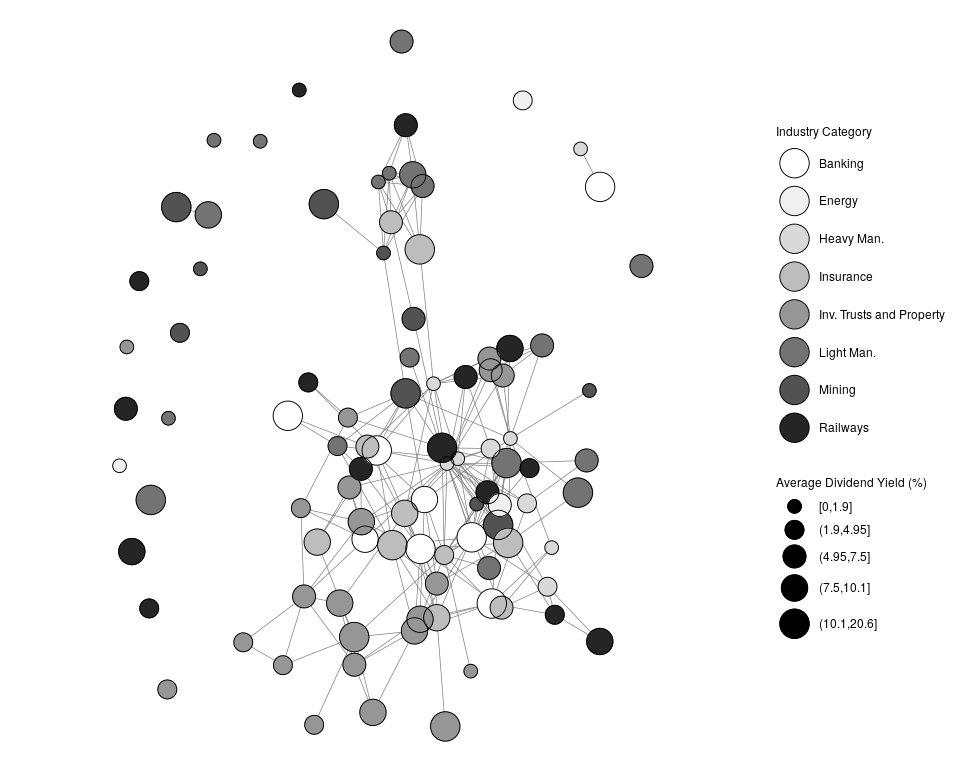 Industry Category
Banking
Energy
Heavy Man.
Insurance
Inv. Trusts and Property
Light Man.
Mining
Railways
Average Dividend Yield (%)
[0,1.9]
(1.9,4.95]
(4.95,7.5]
(7.5,10.1]
(10.1,20.6]